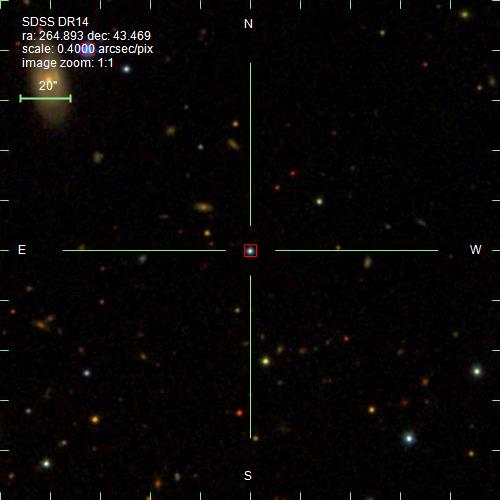 SDSS DR14
ra: 264.893 dec: 43.469
scale: 0.4000 arcsec/pix
image zoom: 1:1
20"
N
E
W
S